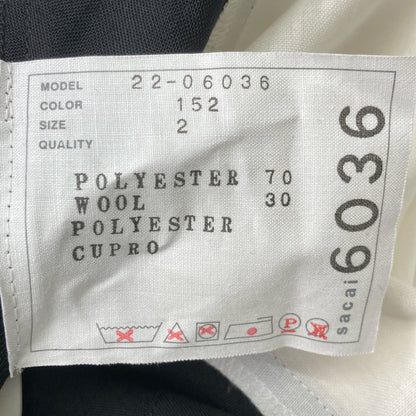 MODEL 22-06036
COLOR 152
SIZE 2
QUALITY
POLYESTER 70
WOOL 30
POLYESTER
CUPRO
sacai 6036
P